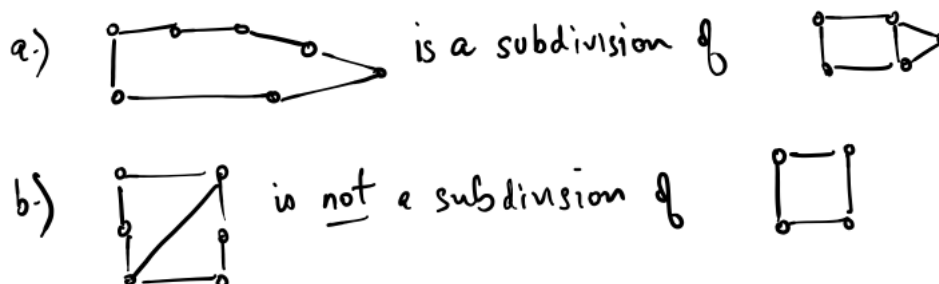 a.) is a subdivision of
b.) is not a subdivision of